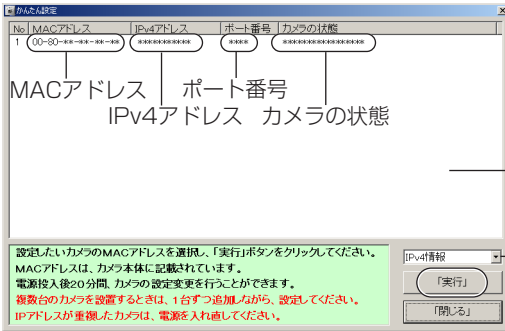 かんたん設定
No MACアドレス IPv4アドレス ポート番号 カメラの状態
1 00-80-**-**-**-** *********** **** ******************
MACアドレス ポート番号
IPv4アドレス カメラの状態
設定したいカメラのMACアドレスを選択し、「実行」ボタンをクリックしてください。
MACアドレスは、カメラ本体に記載されています。
電源投入後20分間、カメラの設定変更を行うことができます。
複数台のカメラを設置するときは、1台ずつ追加しながら、設定してください。
IPアドレスが重複したカメラは、電源を入れ直してください。
IPv4情報
「実行」
「閉じる」